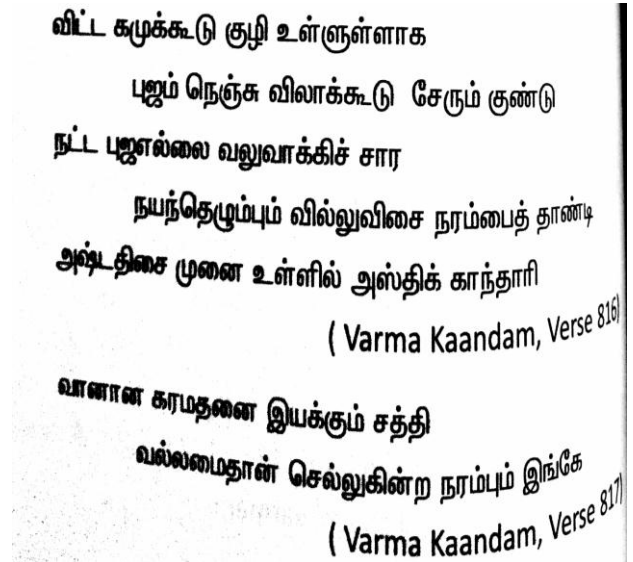 விட்ட கமுக்கூடு குழி உள்ளுள்ளாக
புஜம் நெஞ்சு விலாக்கூடு சேரும் குண்டு
நட்ட புஜஎல்லை வலுவாக்கிச் சார
நயந்தெழும்பும் வில்லுவிசை நரம்பைத் தாண்டி
அஷ்டதிசை முனை உள்ளில் அஸ்திக் காந்தாரி
( Varma Kaandam, Verse 816)
வானான கரமதனை இயக்கும் சத்தி
வல்லமைதான் செல்லுகின்ற நரம்பும் இங்கே
( Varma Kaandam, Verse 817)